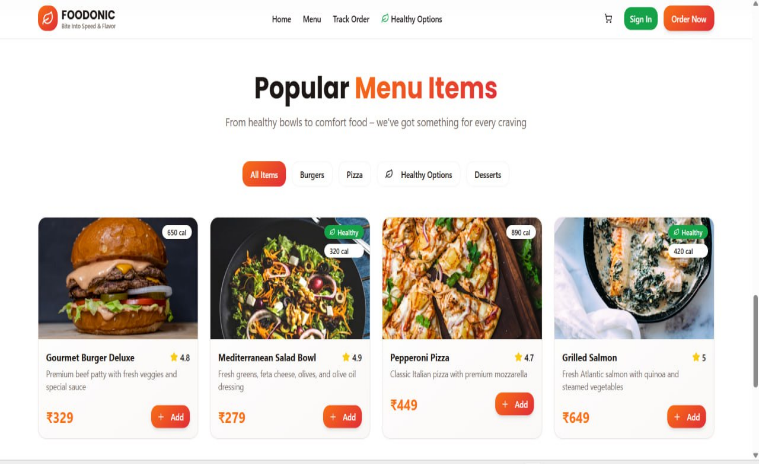 FOODONIC
Bite Into Speed & Flavor
Home Menu Track Order Healthy Options
Sign In
Order Now
Popular Menu Items
From healthy bowls to comfort food – we've got something for every craving
All Items Burgers Pizza Healthy Options Desserts
650 cal
Gourmet Burger Deluxe 4.8
Premium beef patty with fresh veggies and
special sauce
₹329 + Add
Healthy
320 cal
Mediterranean Salad Bowl 4.9
Fresh greens, feta cheese, olives, and olive oil
dressing
₹279 + Add
890 cal
Pepperoni Pizza 4.7
Classic Italian pizza with premium mozzarella
₹449 + Add
Healthy
420 cal
Grilled Salmon 5
Fresh Atlantic salmon with quinoa and
steamed vegetables
₹649 + Add